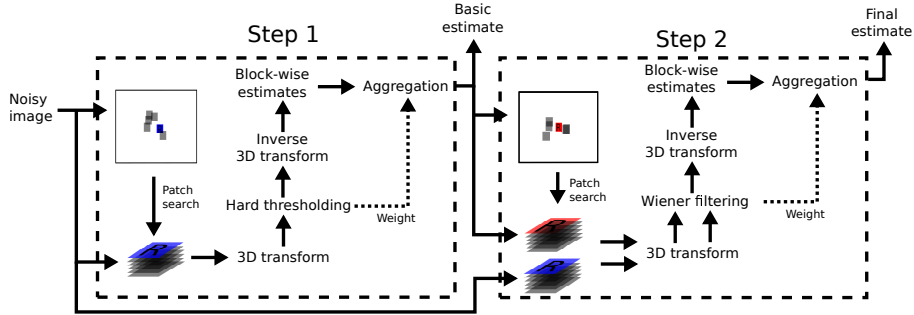 Step 1
Noisy
image
Patch
search
R
3D transform
Hard thresholding
Weight
Inverse
3D transform
Block-wise
estimates
Aggregation
Basic
estimate
Step 2
Patch
search
R
R
3D transform
Wiener filtering
Weight
Inverse
3D transform
Block-wise
estimates
Aggregation
Final
estimate